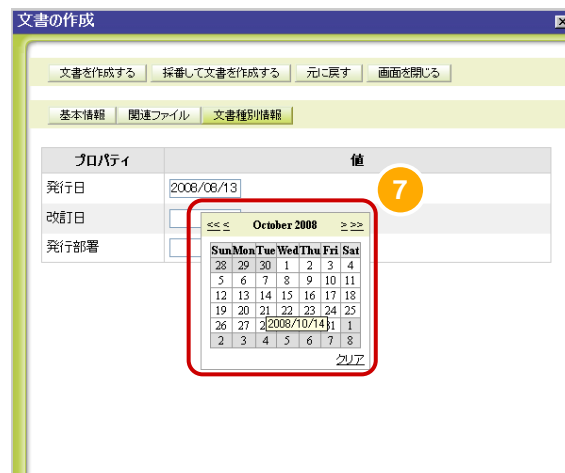 文書の作成
文書を作成する 採番して文書を作成する 元に戻す 画面を閉じる
基本情報 関連ファイル 文書種別情報
プロパティ 値
発行日 2008/08/13
7
改訂日
発行部署
<< < October 2008 > >>
Sun Mon Tue Wed Thu Fri Sat
28 29 30 1 2 3 4
5 6 7 8 9 10 11
12 13 14 15 16 17 18
19 20 21 22 23 24 25
26 27 2 2008/10/14 31 1
2 3 4 5 6 7 8
クリア